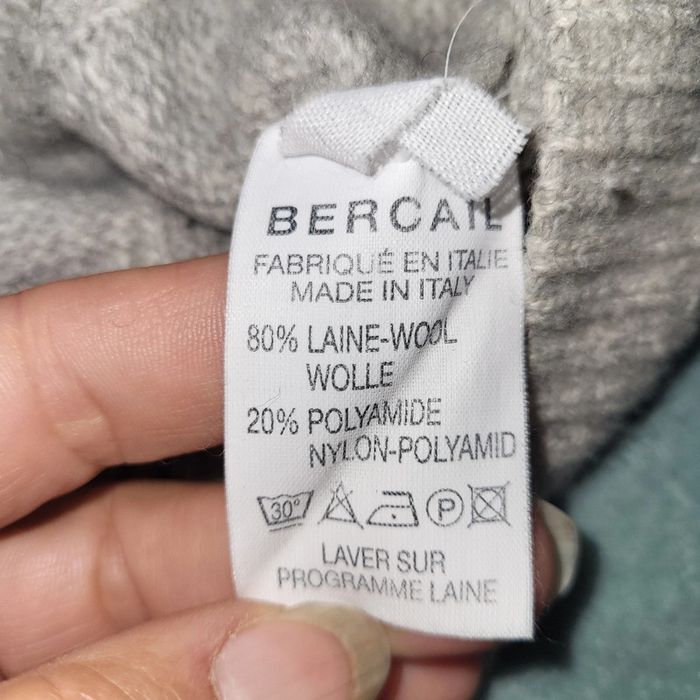 BERCAIL
FABRIQUÉ EN ITALIE
MADE IN ITALY
80% LAINE-WOOL
WOLLE
20% POLYAMIDE
NYLON-POLYAMID
30° P
LAVER SUR
PROGRAMME LAINE